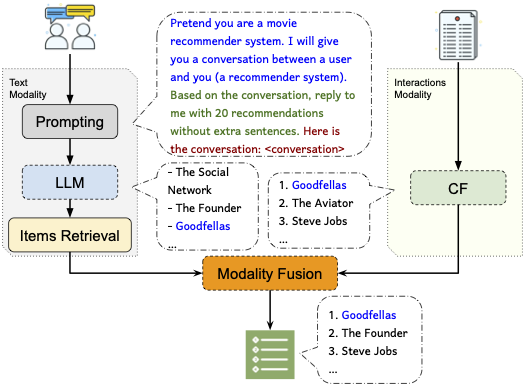 Pretend you are a movie
recommender system. I will give
you a conversation between a user
and you (a recommender system).
Based on the conversation, reply to
me with 20 recommendations
without extra sentences. Here is
the conversation: <conversation>
Text
Modality
Prompting
LLM
Items Retrieval
- The Social
Network
- The Founder
- Goodfellas
...
Interactions
Modality
CF
1. Goodfellas
2. The Aviator
3. Steve Jobs
...
Modality Fusion
1. Goodfellas
2. The Founder
3. Steve Jobs
...